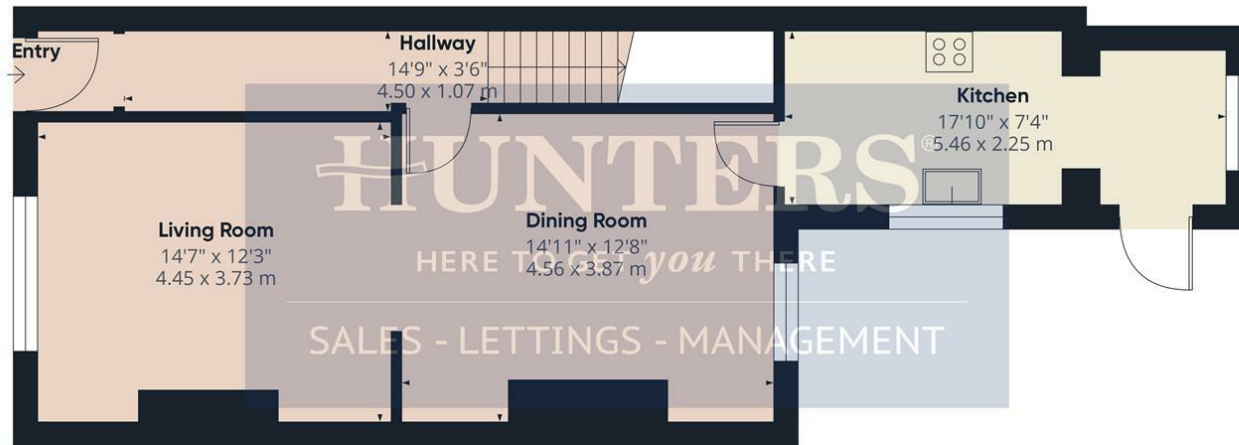 Entry
Hallway
14'9" x 3'6"
4.50 x 1.07 m
Kitchen
17'10" x 7'4"
5.46 x 2.25 m
HUNTERS®
Living Room
14'7" x 12'3"
4.45 x 3.73 m
Dining Room
14'11" x 12'8"
4.56 x 3.87 m
HERE TO GET you THERE
SALES - LETTINGS - MANAGEMENT